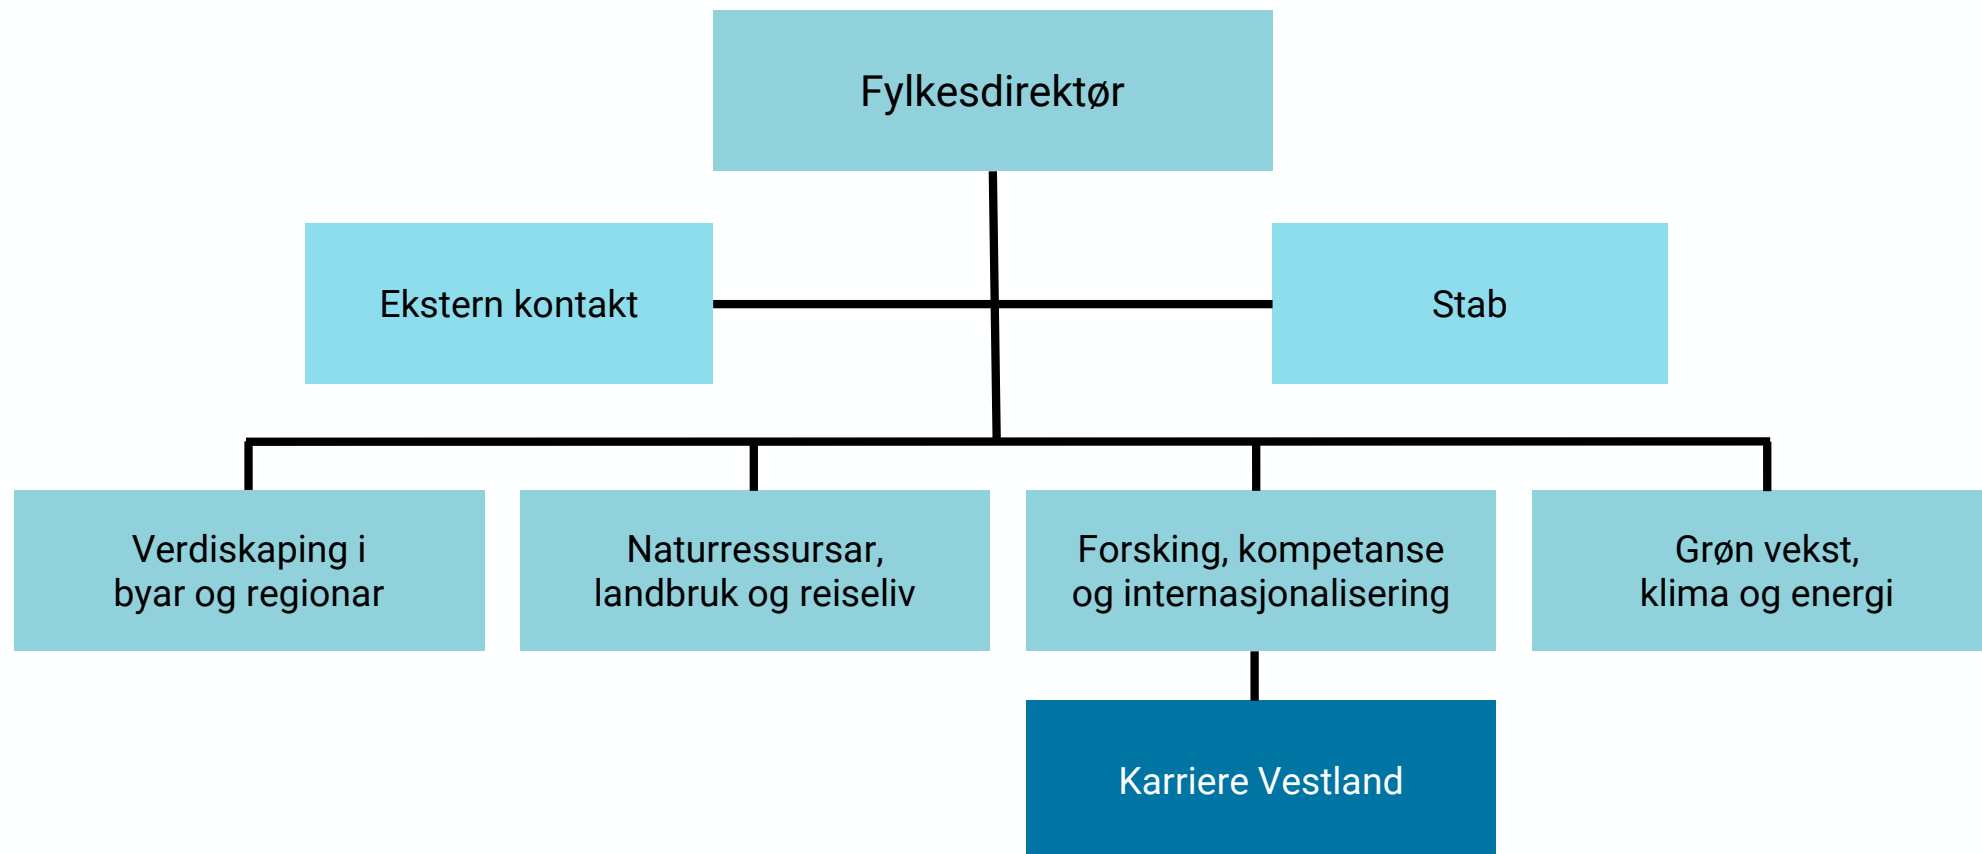 Fylkesdirektør
Ekstern kontakt
Stab
Verdiskaping i
byar og regionar
Naturressursar,
landbruk og reiseliv
Forsking, kompetanse
og internasjonalisering
Grøn vekst,
klima og energi
Karriere Vestland